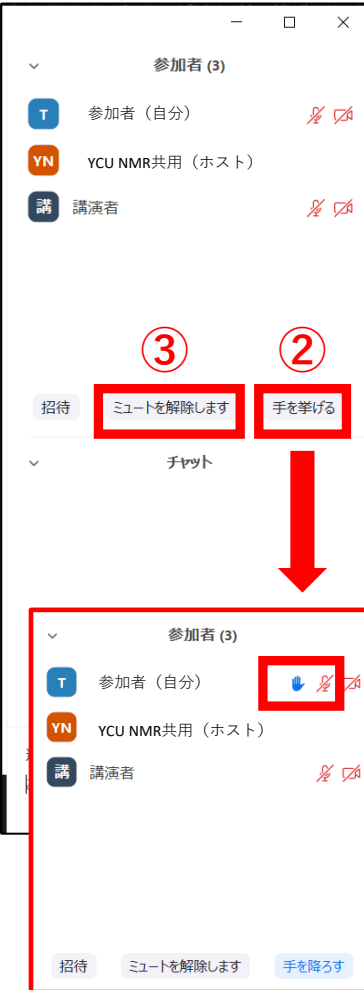 参加者 (3)
T 参加者（自分）
YN YCU NMR共用（ホスト）
講 講演者
③ ②
招待 ミュートを解除します 手を挙げる
チャット
参加者 (3)
T 参加者（自分）
YN YCU NMR共用（ホスト）
講 講演者
招待 ミュートを解除します 手を降ろす